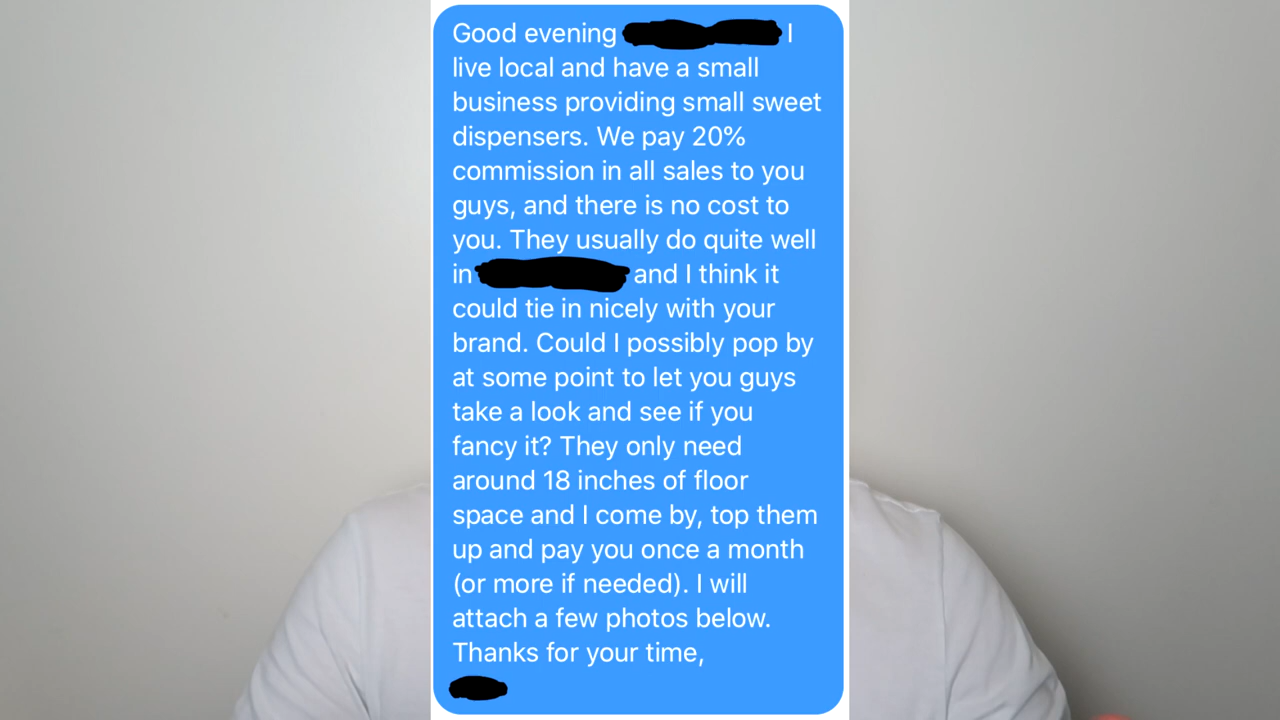 Good evening I
live local and have a small
business providing small sweet
dispensers. We pay 20%
commission in all sales to you
guys, and there is no cost to
you. They usually do quite well
in and I think it
could tie in nicely with your
brand. Could I possibly pop by
at some point to let you guys
take a look and see if you
fancy it? They only need
around 18 inches of floor
space and I come by, top them
up and pay you once a month
(or more if needed). I will
attach a few photos below.
Thanks for your time,